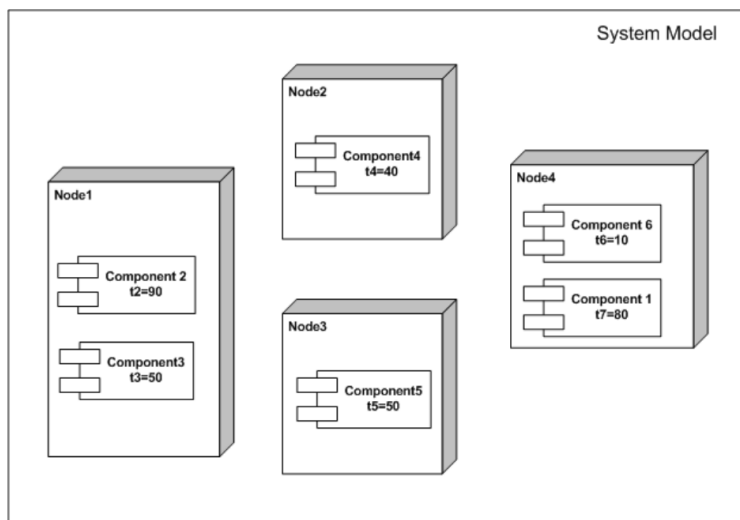 System Model
Node1
Component 2
t2=90
Component3
t3=50
Node2
Component4
t4=40
Node3
Component5
t5=50
Node4
Component 6
t6=10
Component 1
t7=80